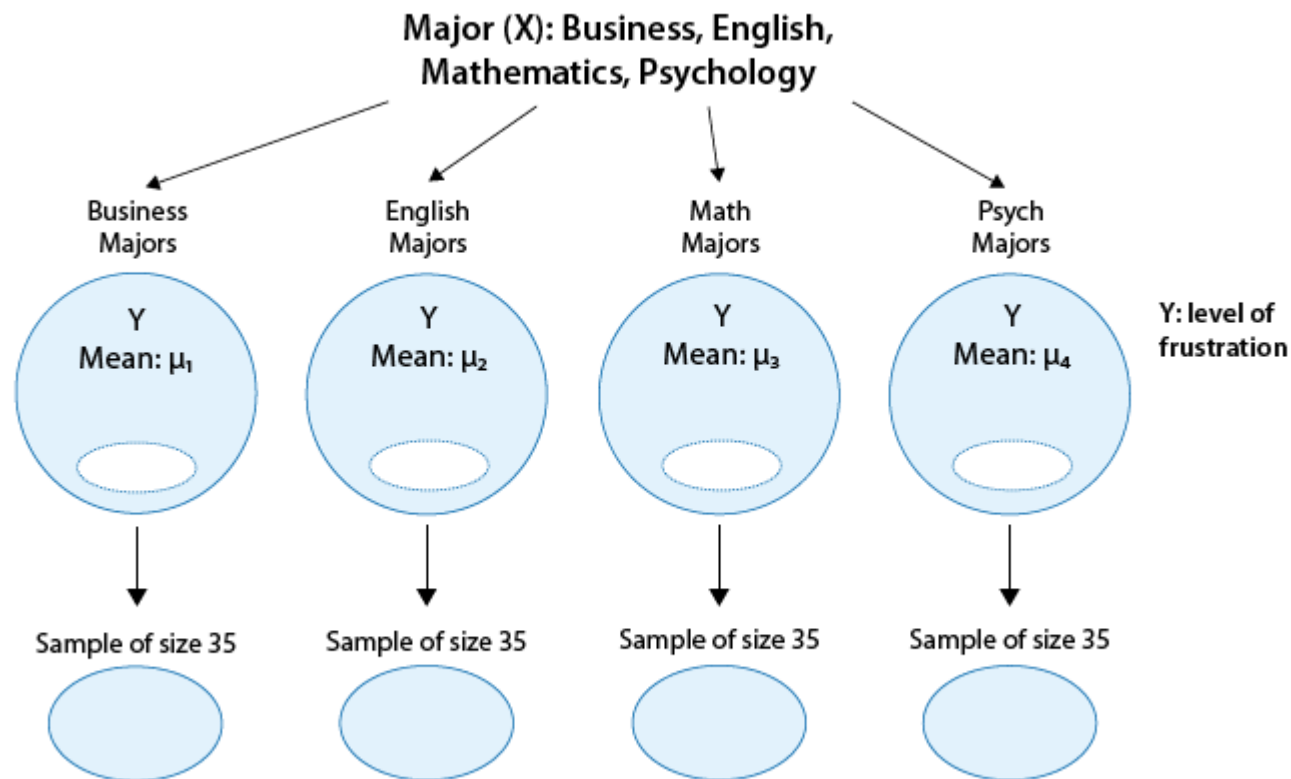 Major (X): Business, English,
Mathematics, Psychology
Business
Majors
English
Majors
Math
Majors
Psych
Majors
Y
Mean: μ₁
Y
Mean: μ₂
Y
Mean: μ₃
Y
Mean: μ₄
Y: level of
frustration
Sample of size 35
Sample of size 35
Sample of size 35
Sample of size 35